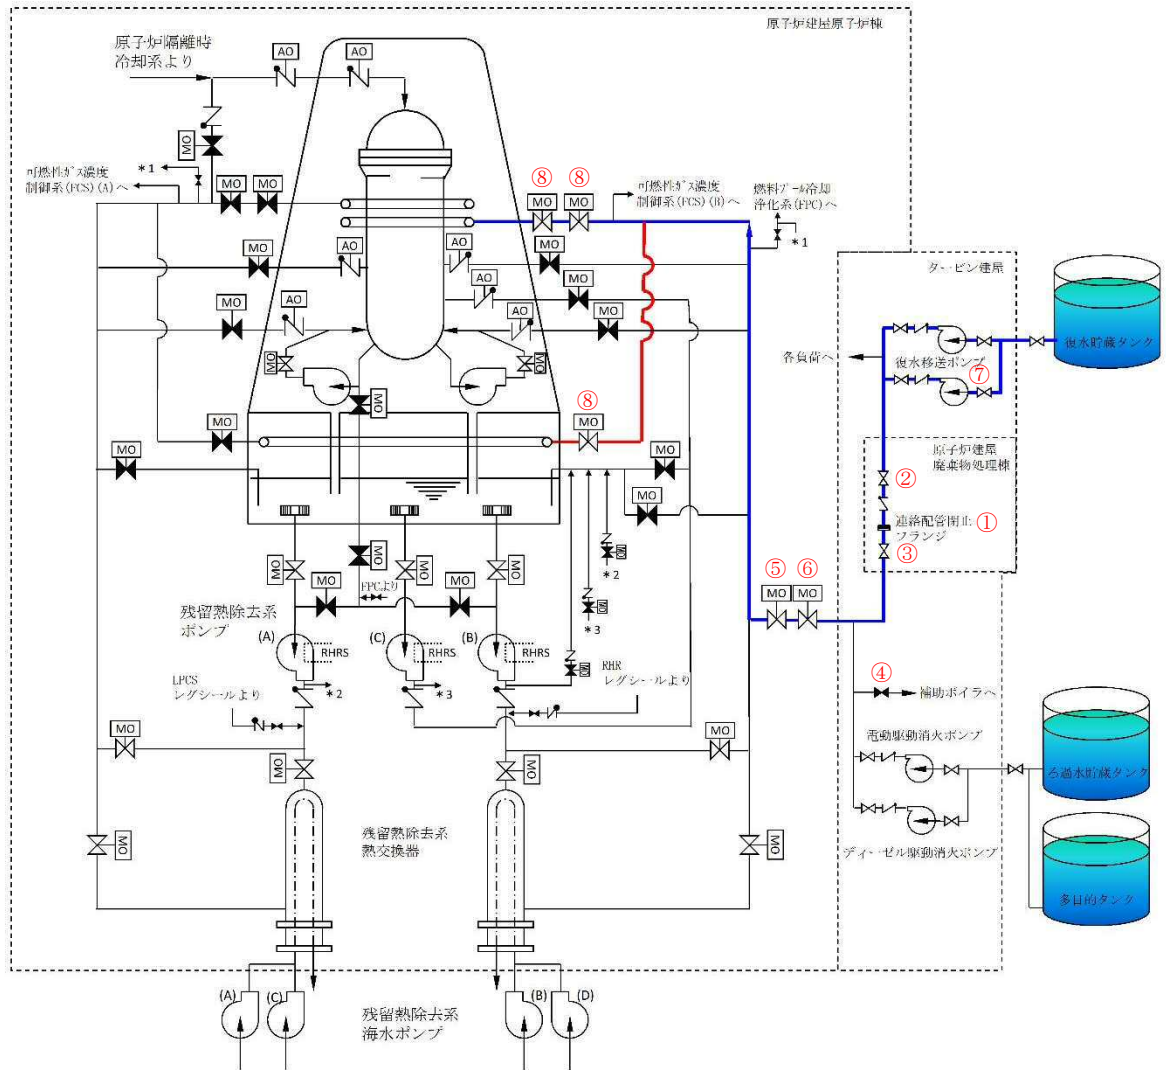 原子炉建屋原子炉棟
原子炉隔離時
冷却系より
AO
AO
MO
*1
可燃性ガス濃度
制御系(FCS)(A)へ
MO
MO
⑧
⑧
MO
MO
可燃性ガス濃度
制御系(FCS)(B)へ
燃料プール冷却
浄化系(FPC)へ
*1
MO
AO
AO
MO
AO
MO
MO
AO
AO
MO
MO
MO
MO
タービン建屋
各負荷へ
復水移送ポンプ
⑦
復水貯蔵タンク
MO
MO
⑧
MO
MO
MO
MO
原子炉建屋
廃棄物処理棟
②
連絡配管閉止
フランジ
①
③
MO
MO
MO
MO
MO
*2
MO
*3
MO
MO
FPCより
MO
⑤
⑥
MO
MO
残留熱除去系
ポンプ
(A)
RHRS
(C)
RHRS
(B)
RHRS
MO
*2
*3
LPCS
レグシールより
RHR
レグシールより
④
補助ボイラへ
MO
MO
MO
MO
電動駆動消火ポンプ
ろ過水貯蔵タンク
MO
MO
残留熱除去系
熱交換器
ディーゼル駆動消火ポンプ
多目的タンク
(A)
(C)
(B)
(D)
残留熱除去系
海水ポンプ